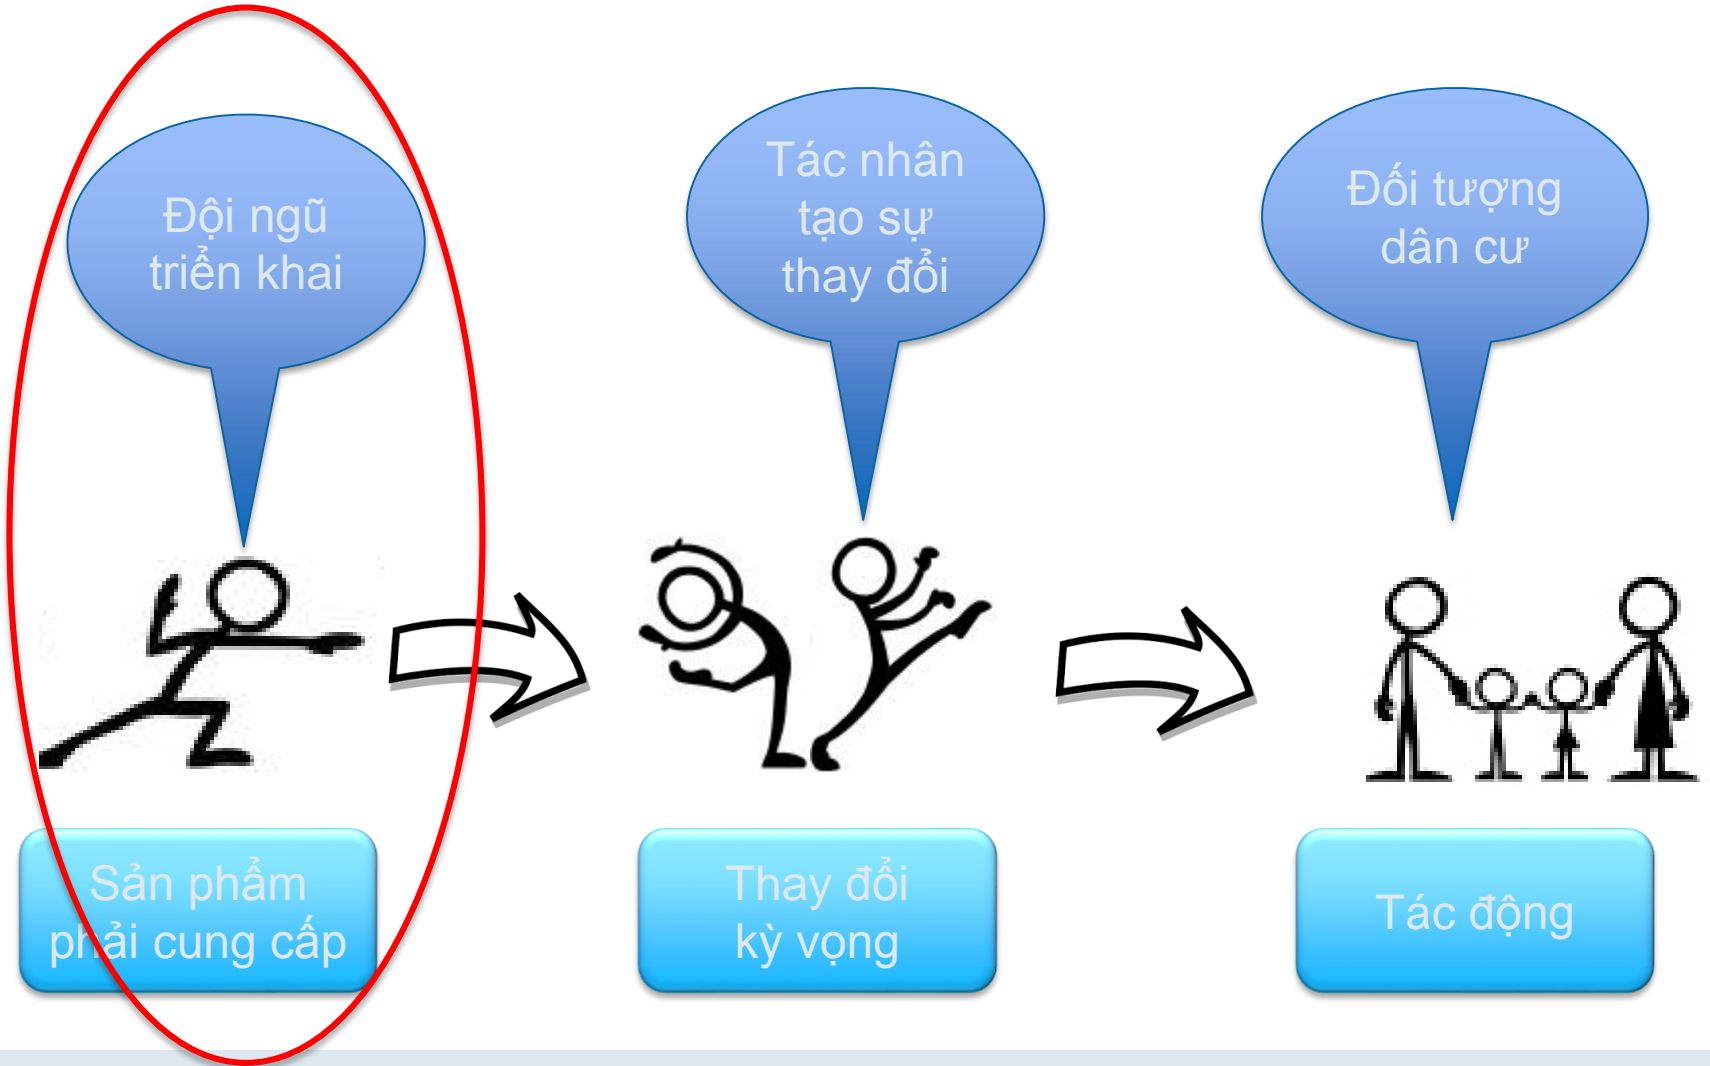 Đội ngũ
triển khai
Tác nhân
tạo sự
thay đổi
Đối tượng
dân cư
Sản phẩm
phải cung cấp
Thay đổi
kỳ vọng
Tác động